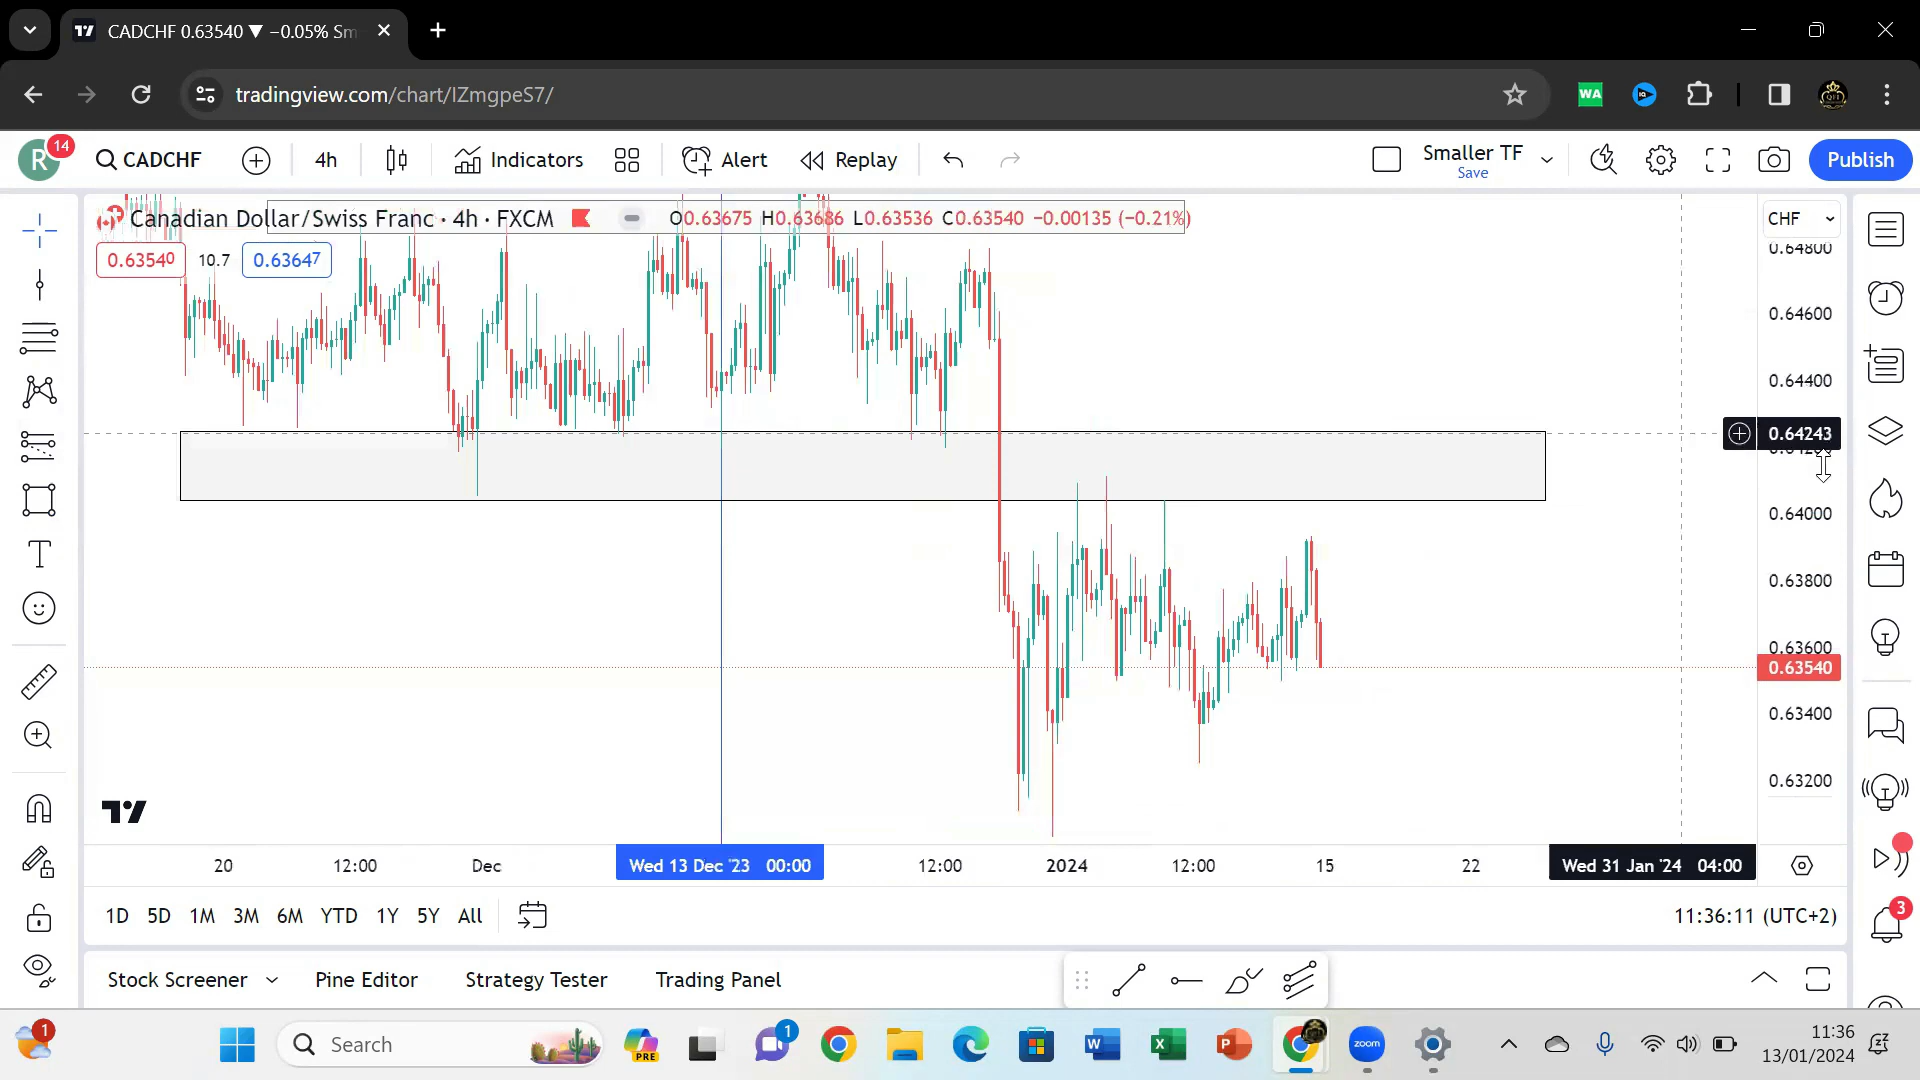 CADCHF 0.63540 ▼ −0.05% Sm
tradingview.com/chart/IZmgpeS7/
WA
R 14
CADCHF
4h
Indicators
Alert
Replay
Smaller TF
Save
Publish
Canadian Dollar/Swiss Franc · 4h · FXCM
O0.63675 H0.63686 L0.63536 C0.63540 −0.00135 (−0.21%)
0.63540 10.7 0.63647
CHF
0.64800
0.64600
0.64400
0.64243
0.64000
0.63800
0.63600
0.63540
0.63400
0.63200
20 12:00 Dec Wed 13 Dec '23 00:00 12:00 2024 12:00 15 22 Wed 31 Jan '24 04:00
1D 5D 1M 3M 6M YTD 1Y 5Y All
11:36:11 (UTC+2)
3
Stock Screener Pine Editor Strategy Tester Trading Panel
1
Search
PRE
1
zoom
11:36
13/01/2024